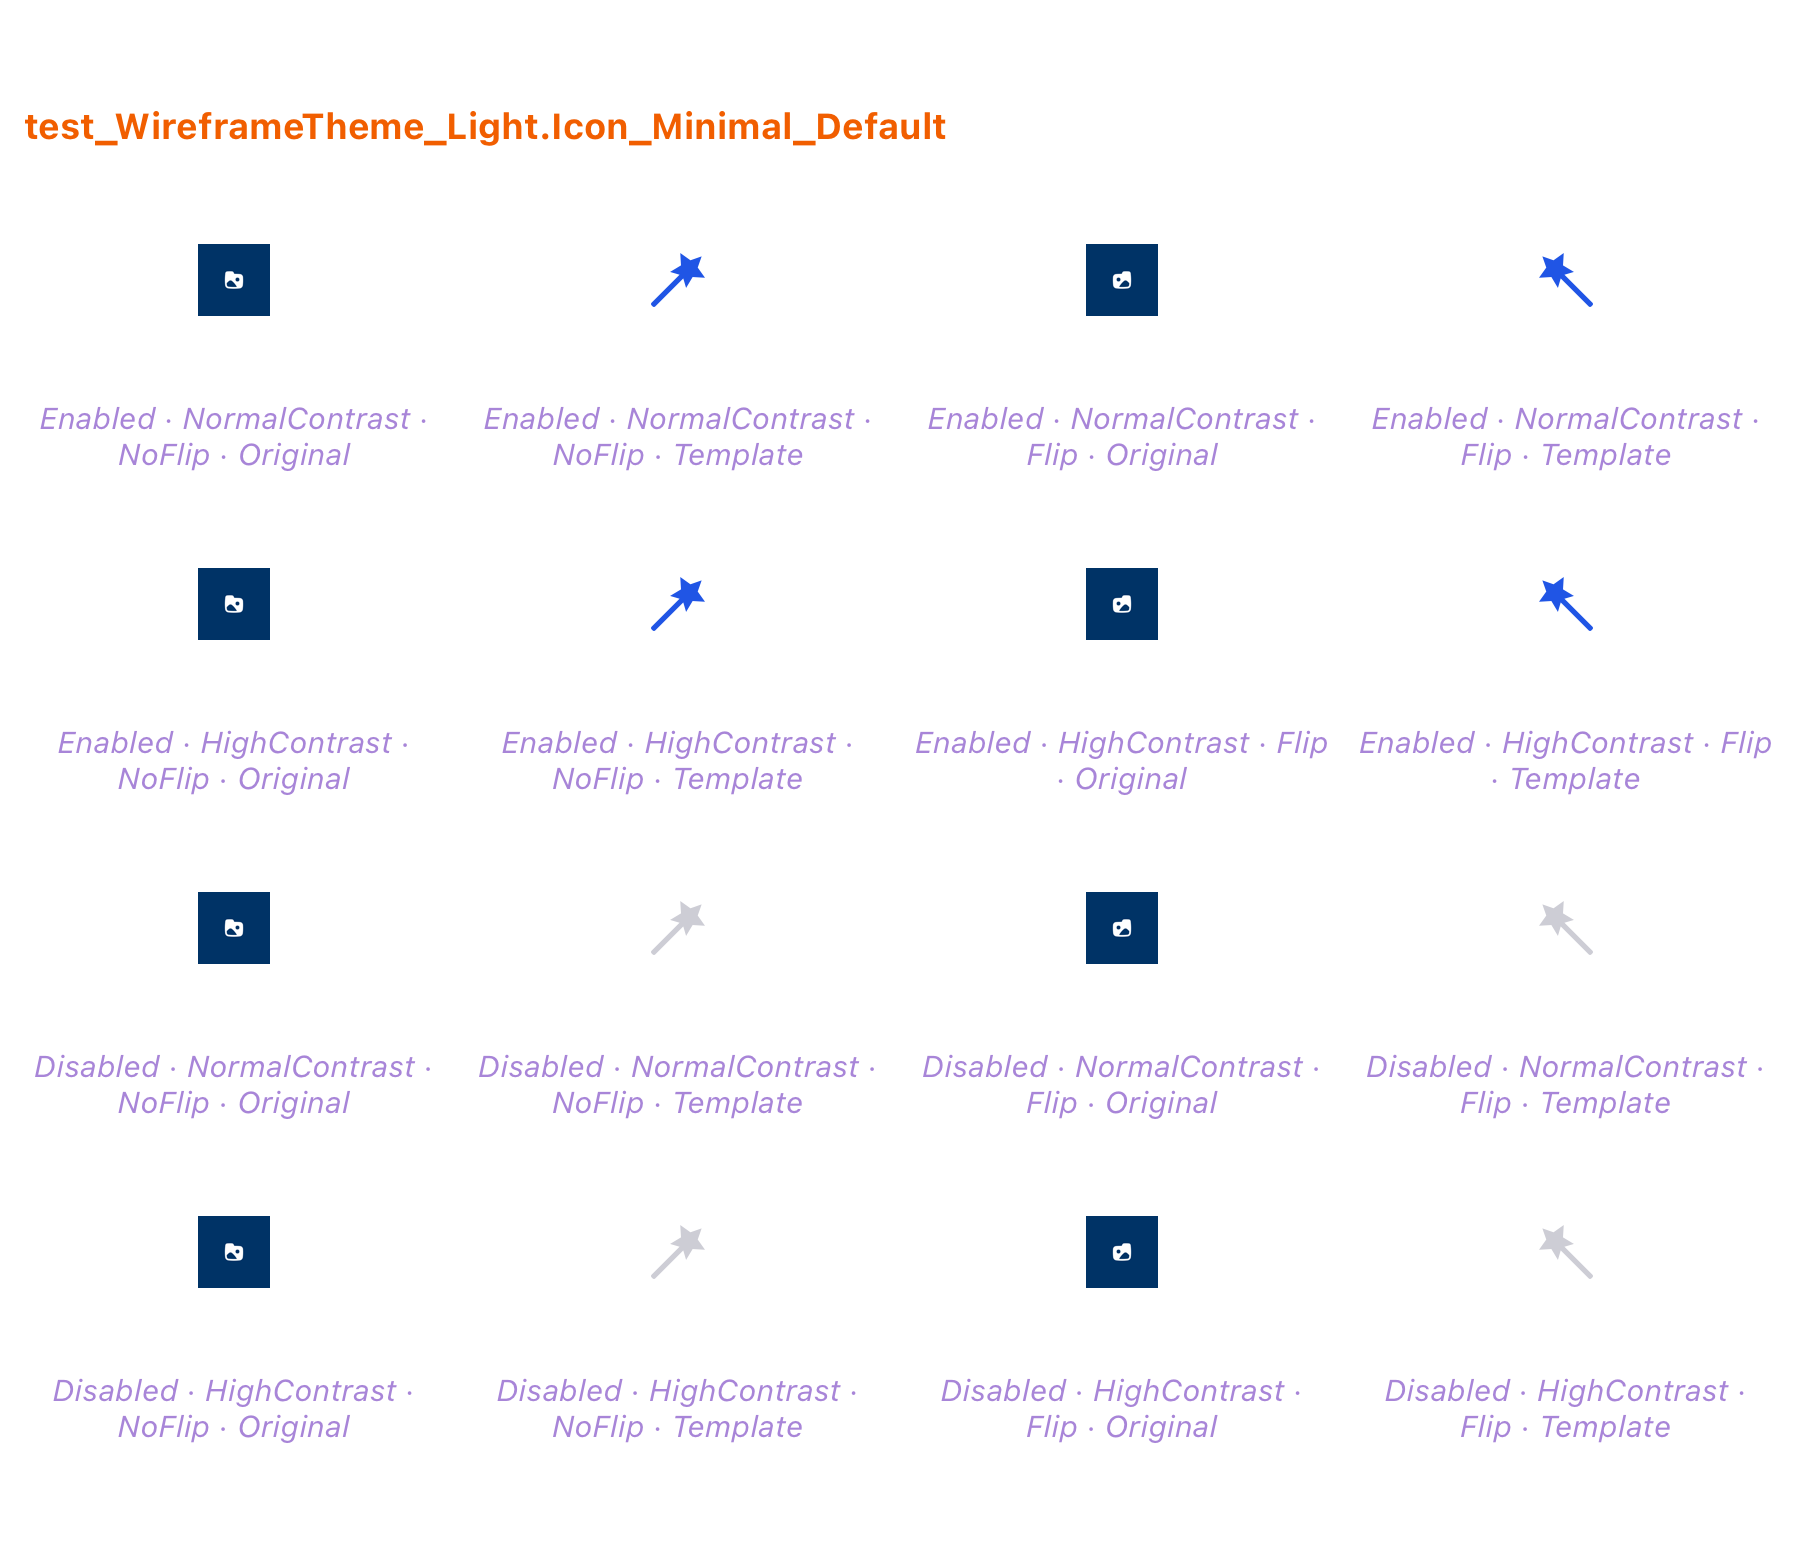 test_WireframeTheme_Light.Icon_Minimal_Default
Enabled · NormalContrast ·
NoFlip · Original
Enabled · NormalContrast ·
NoFlip · Template
Enabled · NormalContrast ·
Flip · Original
Enabled · NormalContrast ·
Flip · Template
Enabled · HighContrast ·
NoFlip · Original
Enabled · HighContrast ·
NoFlip · Template
Enabled · HighContrast · Flip
· Original
Enabled · HighContrast · Flip
· Template
Disabled · NormalContrast ·
NoFlip · Original
Disabled · NormalContrast ·
NoFlip · Template
Disabled · NormalContrast ·
Flip · Original
Disabled · NormalContrast ·
Flip · Template
Disabled · HighContrast ·
NoFlip · Original
Disabled · HighContrast ·
NoFlip · Template
Disabled · HighContrast ·
Flip · Original
Disabled · HighContrast ·
Flip · Template